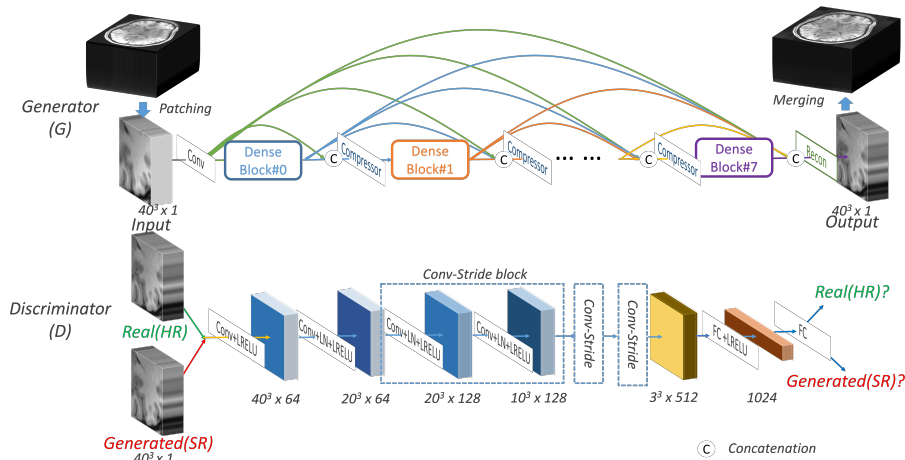 Generator
(G)
Patching
Merging
Conv
Dense
Block#0
C
Compressor
Dense
Block#1
C
Compressor
... ...
C
Compressor
Dense
Block#7
C
Recon
40³ x 1
Input
40³ x 1
Output
Discriminator
(D)
Real(HR)
Generated(SR)
40³ x 1
Conv+LRELU
40³ x 64
Conv+LN+LRELU
20³ x 64
Conv-Stride block
Conv+LN+LRELU
20³ x 128
Conv+LN+LRELU
10³ x 128
Conv-Stride
Conv-Stride
3³ x 512
FC +LRELU
1024
FC
Real(HR)?
Generated(SR)?
C Concatenation